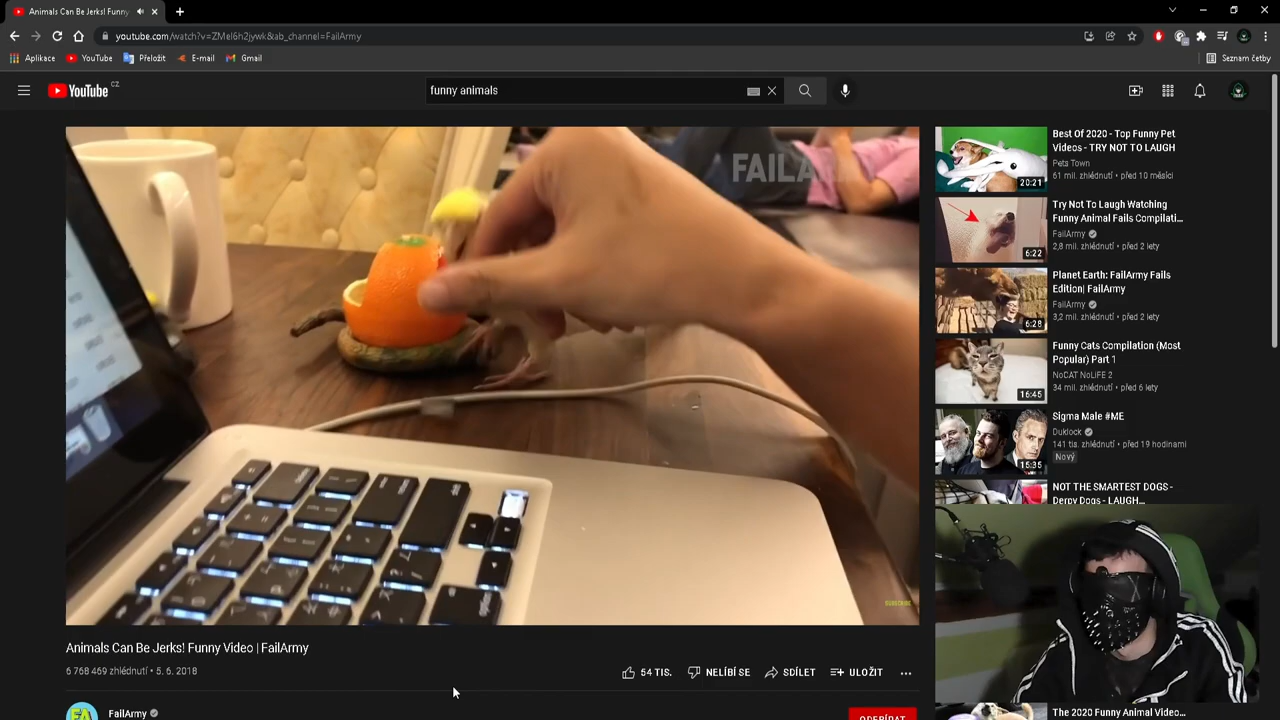 Animals Can Be Jerks! Funny
youtube.com/watch?v=ZMel6h2jywk&ab_channel=FailArmy
Aplikace
YouTube
Přeložit
E-mail
Gmail
Seznam četby
YouTube CZ
funny animals
FAILA
SUBSCRIBE
Animals Can Be Jerks! Funny Video | FailArmy
6 768 469 zhlédnutí • 5. 6. 2018
54 TIS.
NELÍBÍ SE
SDÍLET
ULOŽIT
FailArmy
ODEBÍRAT
Best Of 2020 - Top Funny Pet
Videos - TRY NOT TO LAUGH
Pets Town
61 mil. zhlédnutí • před 10 měsíci
20:21
Try Not To Laugh Watching
Funny Animal Fails Compilati...
FailArmy
2,8 mil. zhlédnutí • před 2 lety
6:22
Planet Earth: FailArmy Fails
Edition| FailArmy
FailArmy
3,2 mil. zhlédnutí • před 2 lety
6:28
Funny Cats Compilation (Most
Popular) Part 1
NoCAT NoLiFE 2
34 mil. zhlédnutí • před 6 lety
16:45
Sigma Male #ME
Duklock
141 tis. zhlédnutí • před 19 hodinami
Nový
15:35
NOT THE SMARTEST DOGS -
Derpy Dogs - LAUGH...
The 2020 Funny Animal Video...